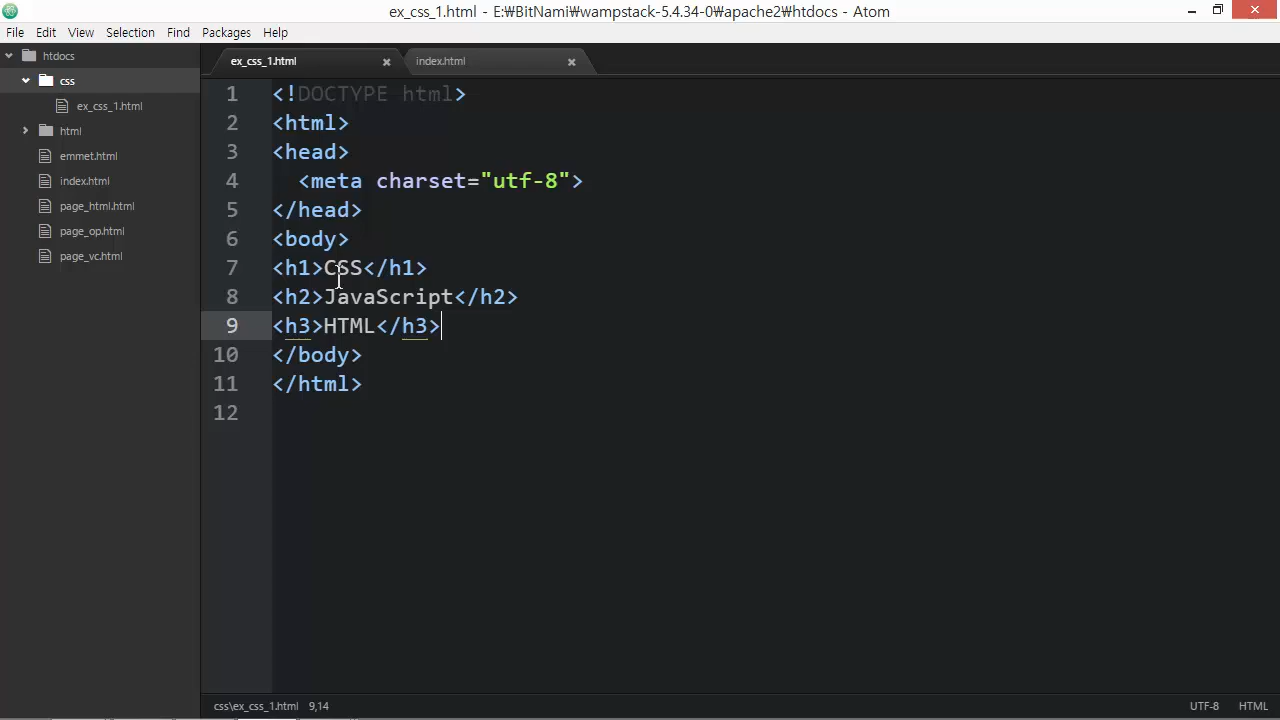 ex_css_1.html - E:₩BitNami₩wampstack-5.4.34-0₩apache2₩htdocs - Atom
File Edit View Selection Find Packages Help
htdocs
css
ex_css_1.html
html
emmet.html
index.html
page_html.html
page_op.html
page_vc.html
ex_css_1.html index.html
1 <!DOCTYPE html>
2 <html>
3 <head>
4 <meta charset="utf-8">
5 </head>
6 <body>
7 <h1>CSS</h1>
8 <h2>JavaScript</h2>
9 <h3>HTML</h3>
10 </body>
11 </html>
12
css\ex_css_1.html 9,14 UTF-8 HTML